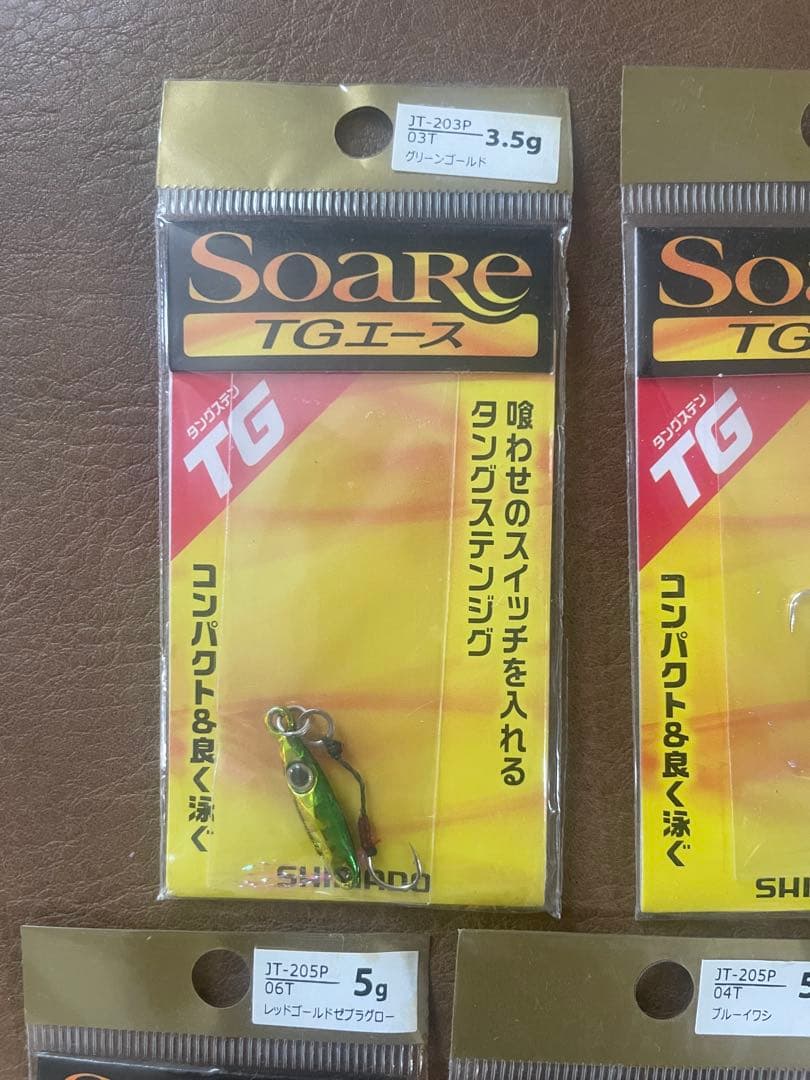 JT-203P
03T
3.5g
グリーンゴールド
SOARE
TGエース
タングステン
TG
喰わせのスイッチを入れる
タングステンジグ
コンパクト&良く泳ぐ
SHIMANO
SO
TG
タングステン
TG
コンパクト&良く泳ぐ
SHI
JT-205P
06T
5g
レッドゴールドゼブラグロー
JT-205P
04T
5
ブルーイワシ